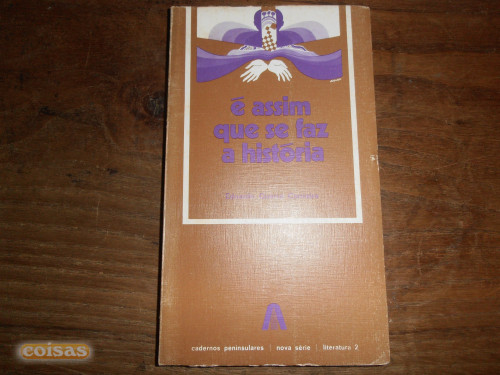 é assim
que se faz
a história
cadernos peninsulares | nova série | literatura 2
coisas